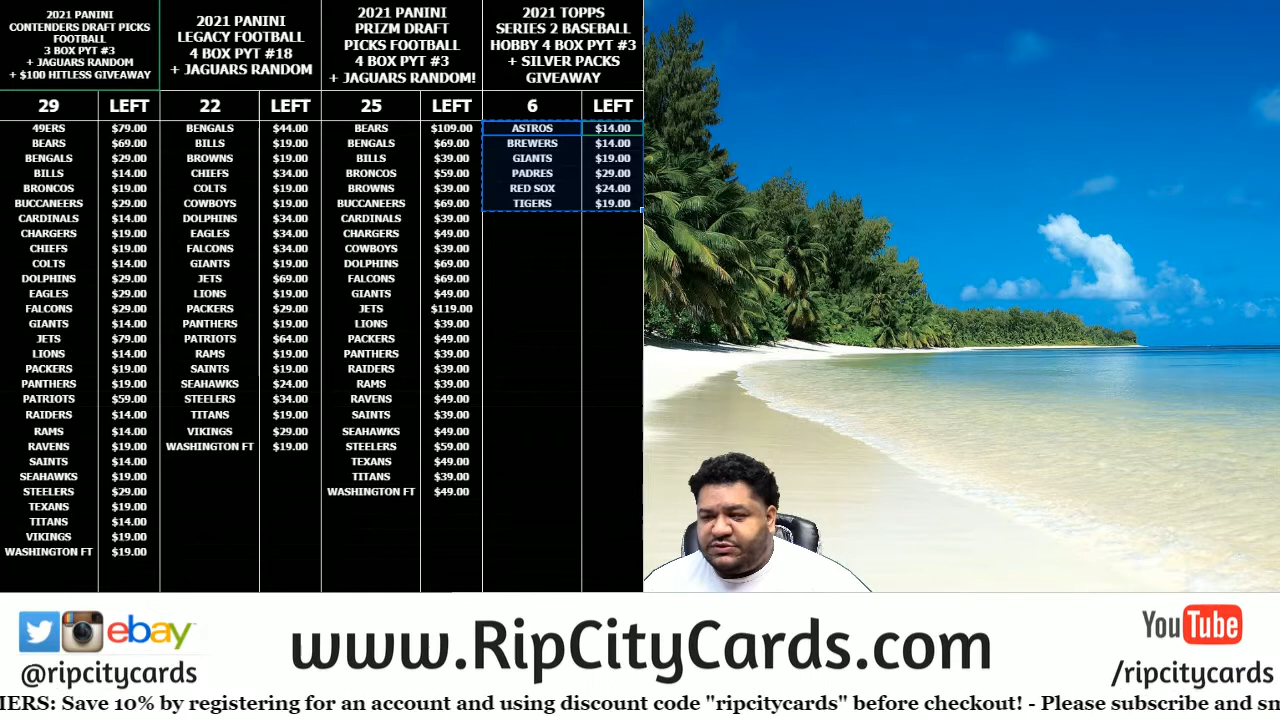 2021 PANINI
CONTENDERS DRAFT PICKS
FOOTBALL
3 BOX PYT #3
+ JAGUARS RANDOM
+ $100 HITLESS GIVEAWAY
29 LEFT
49ERS $79.00
BEARS $69.00
BENGALS $29.00
BILLS $14.00
BRONCOS $19.00
BUCCANEERS $29.00
CARDINALS $14.00
CHARGERS $19.00
CHIEFS $19.00
COLTS $14.00
DOLPHINS $29.00
EAGLES $29.00
FALCONS $29.00
GIANTS $14.00
JETS $79.00
LIONS $14.00
PACKERS $19.00
PANTHERS $19.00
PATRIOTS $59.00
RAIDERS $14.00
RAMS $14.00
RAVENS $19.00
SAINTS $14.00
SEAHAWKS $19.00
STEELERS $29.00
TEXANS $19.00
TITANS $14.00
VIKINGS $19.00
WASHINGTON FT $19.00
2021 PANINI
LEGACY FOOTBALL
4 BOX PYT #18
+ JAGUARS RANDOM
22 LEFT
BENGALS $44.00
BILLS $19.00
BROWNS $19.00
CHIEFS $34.00
COLTS $19.00
COWBOYS $19.00
DOLPHINS $34.00
EAGLES $34.00
FALCONS $34.00
GIANTS $19.00
JETS $69.00
LIONS $19.00
PACKERS $29.00
PANTHERS $19.00
PATRIOTS $64.00
RAMS $19.00
SAINTS $19.00
SEAHAWKS $24.00
STEELERS $34.00
TITANS $19.00
VIKINGS $29.00
WASHINGTON FT $19.00
2021 PANINI
PRIZM DRAFT
PICKS FOOTBALL
4 BOX PYT #3
+ JAGUARS RANDOM!
25 LEFT
BEARS $109.00
BENGALS $69.00
BILLS $39.00
BRONCOS $59.00
BROWNS $39.00
BUCCANEERS $69.00
CARDINALS $39.00
CHARGERS $49.00
COWBOYS $39.00
DOLPHINS $69.00
FALCONS $69.00
GIANTS $49.00
JETS $119.00
LIONS $39.00
PACKERS $49.00
PANTHERS $39.00
RAIDERS $39.00
RAMS $39.00
RAVENS $49.00
SAINTS $39.00
SEAHAWKS $49.00
STEELERS $59.00
TEXANS $49.00
TITANS $39.00
WASHINGTON FT $49.00
2021 TOPPS
SERIES 2 BASEBALL
HOBBY 4 BOX PYT #3
+ SILVER PACKS
GIVEAWAY
6 LEFT
ASTROS $14.00
BREWERS $14.00
GIANTS $19.00
PADRES $29.00
RED SOX $24.00
TIGERS $19.00
ebay
@ripcitycards
www.RipCityCards.com
YouTube
/ripcitycards
IERS: Save 10% by registering for an account and using discount code "ripcitycards" before checkout! - Please subscribe and sm